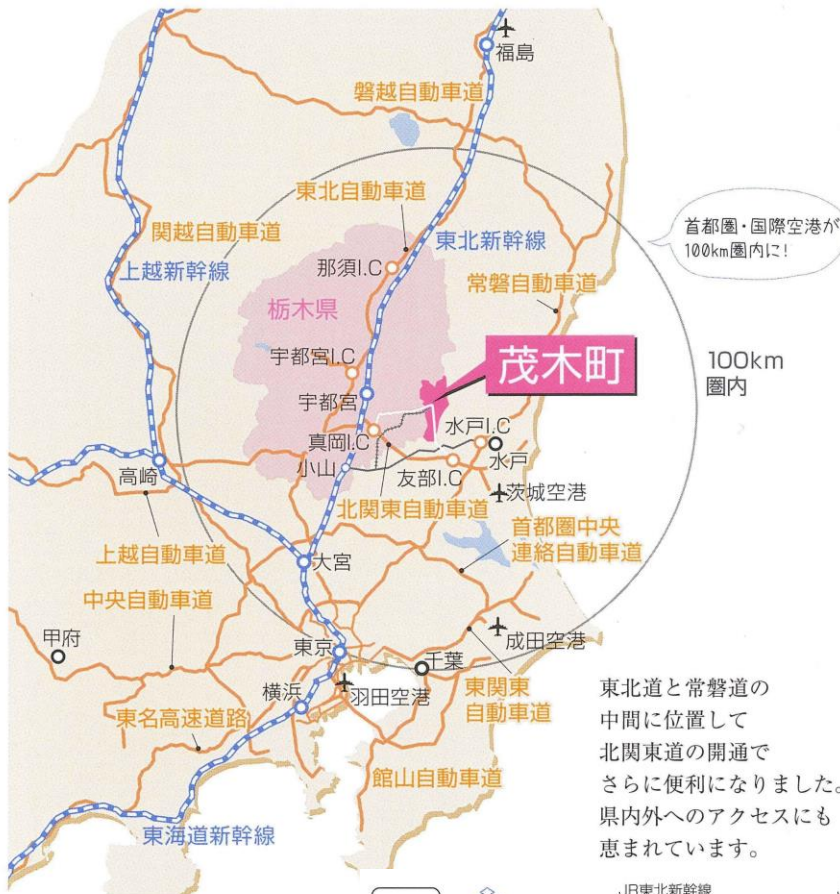 福島
磐越自動車道
東北自動車道
関越自動車道
東北新幹線
上越新幹線
首都圏・国際空港が
100km圏内に!
那須I.C
常磐自動車道
栃木県
宇都宮I.C
茂木町
100km
圏内
宇都宮
水戸I.C
真岡I.C
水戸
小山
高崎
友部I.C
茨城空港
北関東自動車道
首都圏中央
連絡自動車道
上越自動車道
大宮
中央自動車道
甲府
東京
千葉
成田空港
横浜
羽田空港
東関東
自動車道
東名高速道路
館山自動車道
東海道新幹線
東北道と常磐道の
中間に位置して
北関東道の開通で
さらに便利になりました。
県内外へのアクセスにも
恵まれています。
JR東北新幹線